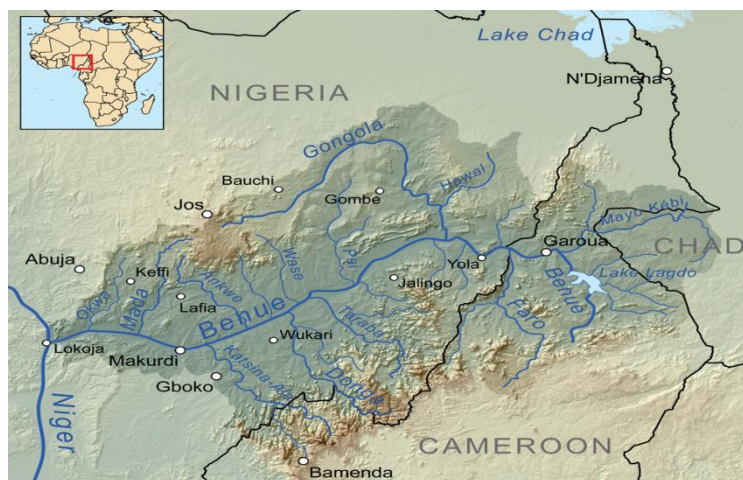 Lake Chad
N'Djamena
NIGERIA
Gongola
Bauchi
Gombe
Hawal
Jos
Mayo Kébi
CHAD
Abuja
Keffi
Okwa
Mada
Lafia
Ankwe
Wase
Pai
Yola
Garoua
Benué
Lake Lagdo
Jalingo
Benue
Faro
Taraba
Wukari
Lokoja
Makurdi
Donga
Gboko
Katsina-Ala
Niger
CAMEROON
Bamenda